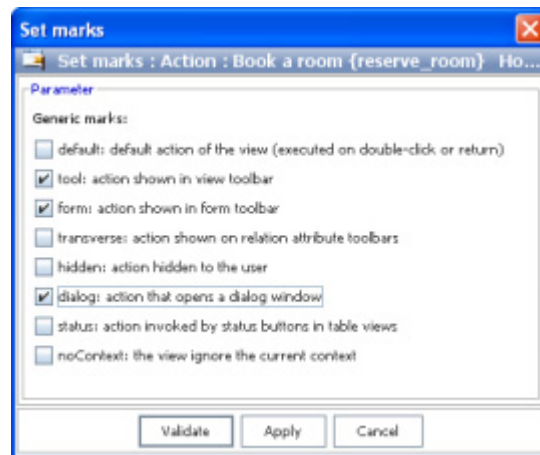 Set marks
Set marks : Action : Book a room {reserve_room} Ho...
Parameter
Generic marks:
default: default action of the view (executed on double-click or return)
tool: action shown in view toolbar
form: action shown in form toolbar
transverse: action shown on relation attribute toolbars
hidden: action hidden to the user
dialog: action that opens a dialog window
status: action invoked by status buttons in table views
noContext: the view ignore the current context
Validate Apply Cancel